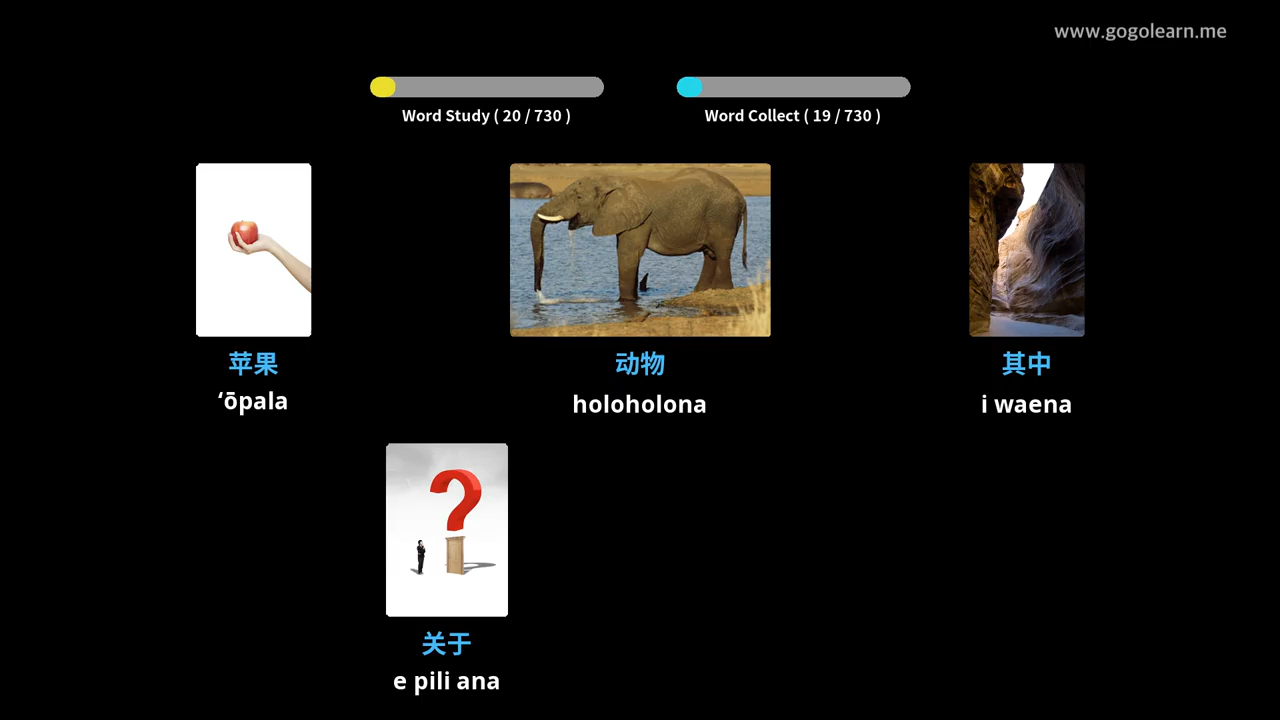 www.gogolearn.me
Word Study ( 20 / 730 )
Word Collect ( 19 / 730 )
苹果
动物
其中
ʻōpala
holoholona
i waena
关于
e pili ana